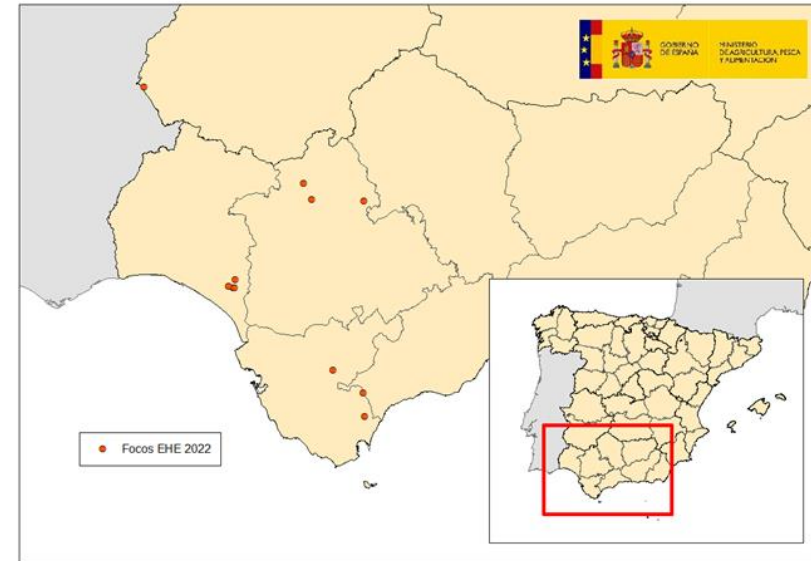 GOBIERNO
DE ESPAÑA
MINISTERIO
DE AGRICULTURA, PESCA
Y ALIMENTACIÓN
Focos EHE 2022